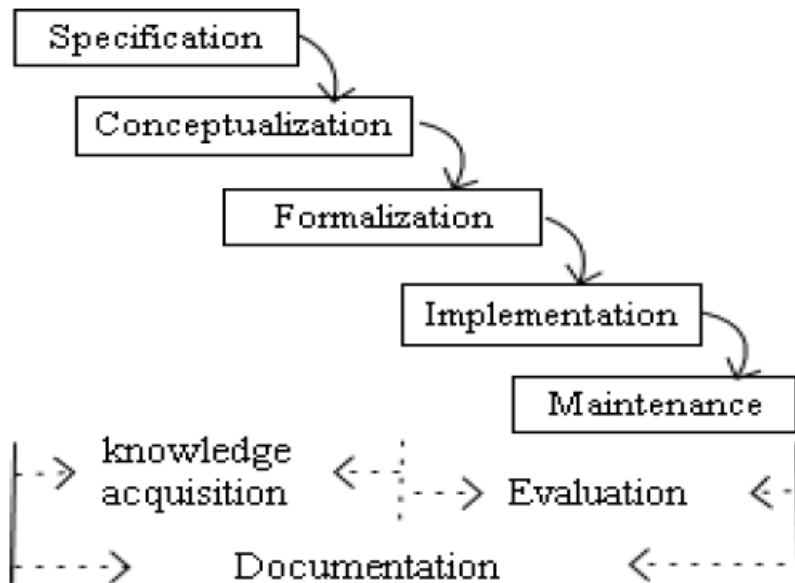 Specification
Conceptualization
Formalization
Implementation
Maintenance
knowledge
acquisition
Evaluation
Documentation